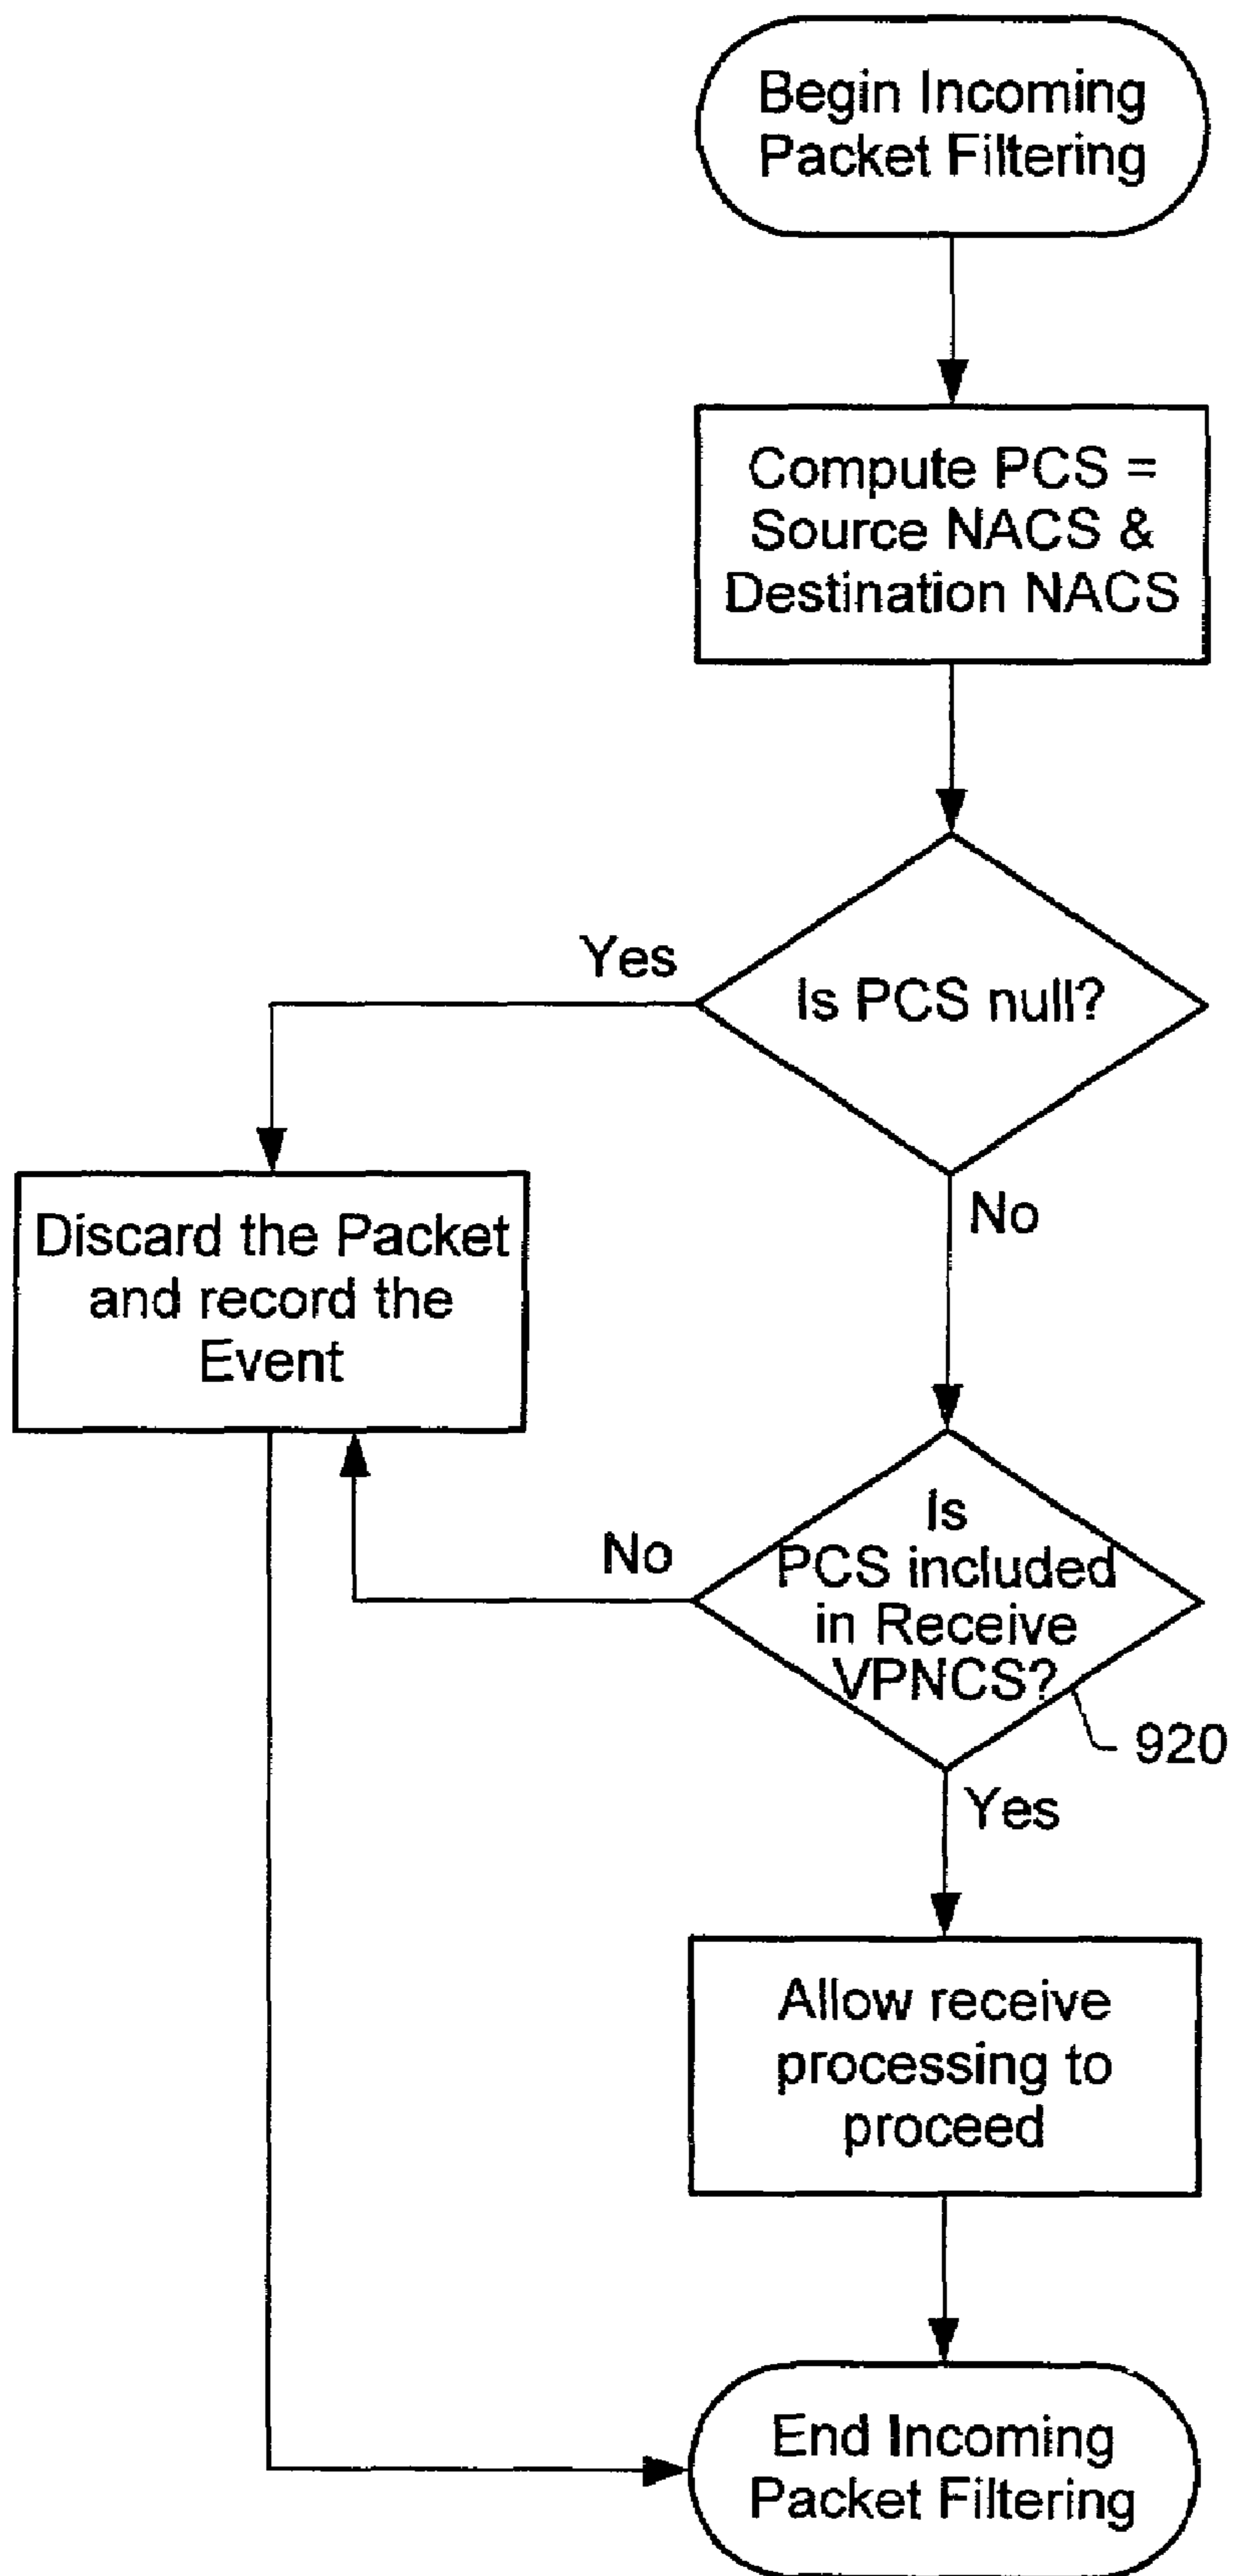 Begin Incoming
Packet Filtering
Compute PCS =
Source NACS &
Destination NACS
Yes
Is PCS null?
No
Discard the Packet
and record the
Event
No
Is
PCS included
in Receive
VPNCS?
920
Yes
Allow receive
processing to
proceed
End Incoming
Packet Filtering